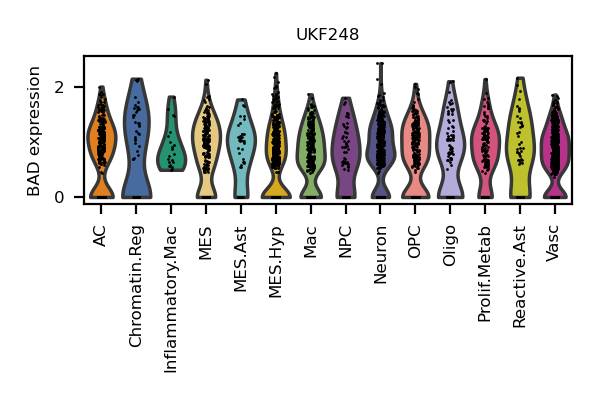 UKF248
BAD expression
2
0
AC
Chromatin.Reg
Inflammatory.Mac
MES
MES.Ast
MES.Hyp
Mac
NPC
Neuron
OPC
Oligo
Prolif.Metab
Reactive.Ast
Vasc